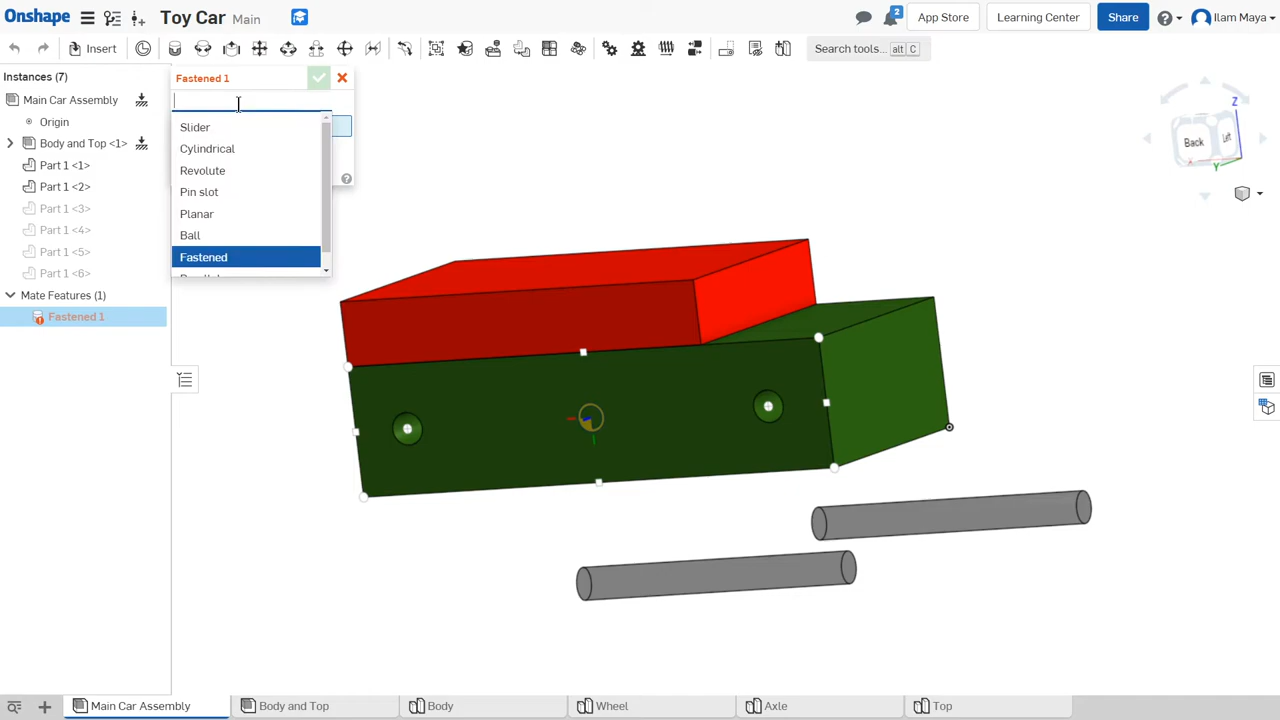 Onshape
Toy Car Main
App Store
Learning Center
Share
Ilam Maya
2
Insert
Search tools... alt C
Instances (7)
Main Car Assembly
Origin
Body and Top <1>
Part 1 <1>
Part 1 <2>
Part 1 <3>
Part 1 <4>
Part 1 <5>
Part 1 <6>
Mate Features (1)
Fastened 1
Fastened 1
Slider
Cylindrical
Revolute
Pin slot
Planar
Ball
Fastened
Z
Back
Left
X
Y
Main Car Assembly
Body and Top
Body
Wheel
Axle
Top